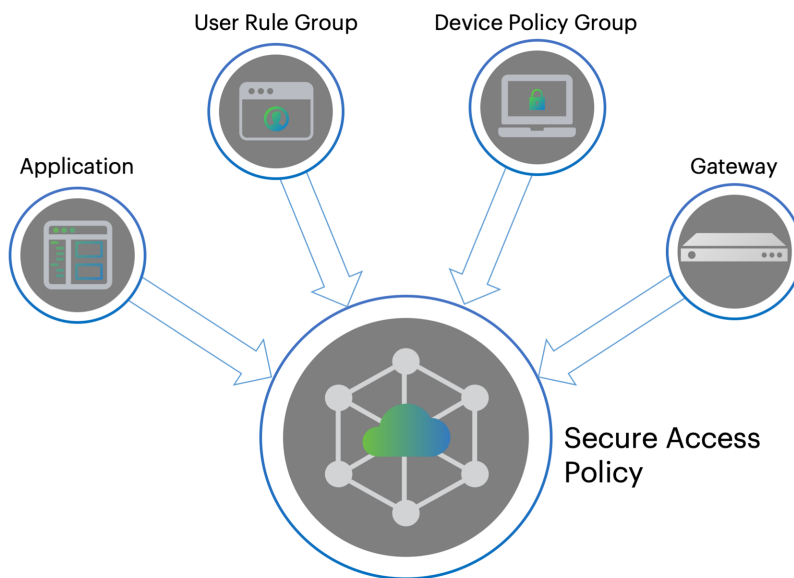 User Rule Group
Device Policy Group
Application
Gateway
Secure Access
Policy